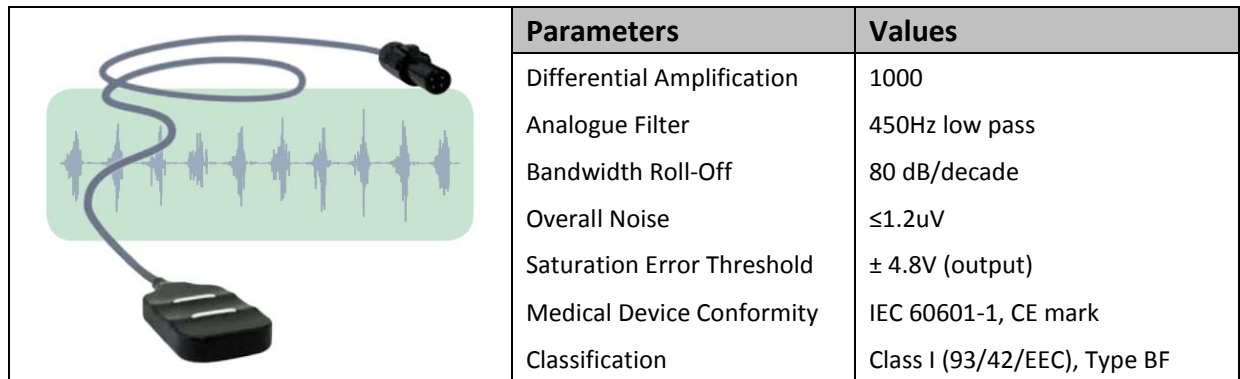 Parameters Values
Differential Amplification 1000
Analogue Filter 450Hz low pass
Bandwidth Roll-Off 80 dB/decade
Overall Noise ≤1.2uV
Saturation Error Threshold ± 4.8V (output)
Medical Device Conformity IEC 60601-1, CE mark
Classification Class I (93/42/EEC), Type BF